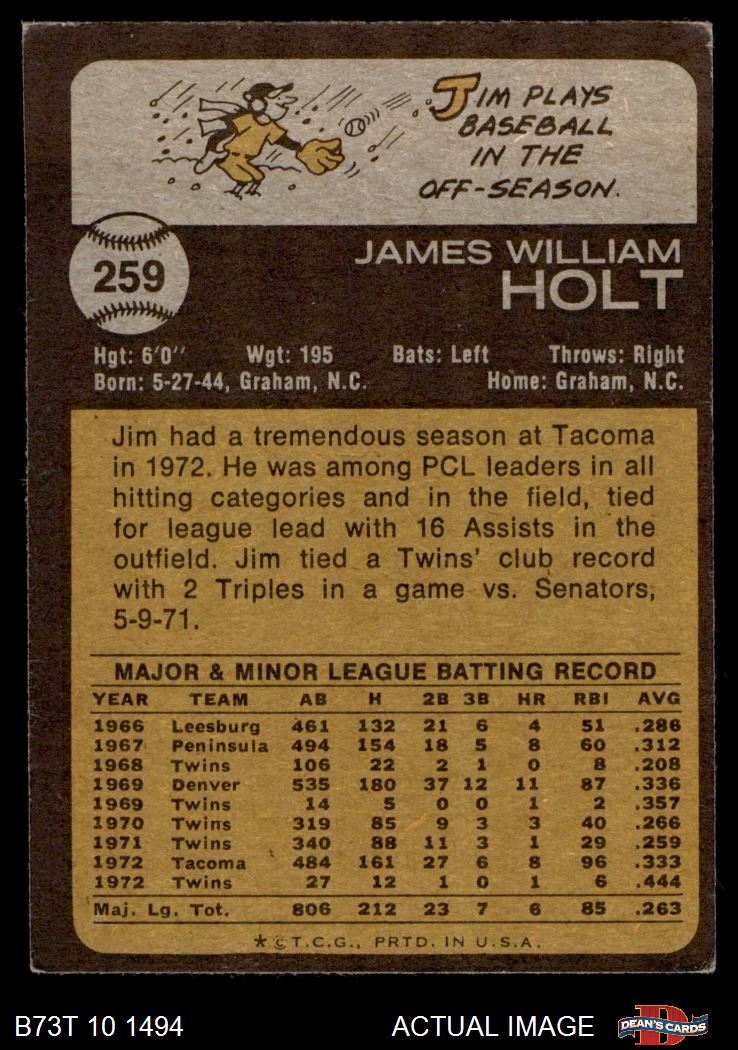 JIM PLAYS
BASEBALL
IN THE
OFF-SEASON.
259
JAMES WILLIAM
HOLT
Hgt: 6'0" Wgt: 195 Bats: Left Throws: Right
Born: 5-27-44, Graham, N.C. Home: Graham, N.C.
Jim had a tremendous season at Tacoma
in 1972. He was among PCL leaders in all
hitting categories and in the field, tied
for league lead with 16 Assists in the
outfield. Jim tied a Twins' club record
with 2 Triples in a game vs. Senators,
5-9-71.
MAJOR & MINOR LEAGUE BATTING RECORD
YEAR TEAM AB H 2B 3B HR RBI AVG
1966 Leesburg 461 132 21 6 4 51 .286
1967 Peninsula 494 154 18 5 8 60 .312
1968 Twins 106 22 2 1 0 8 .208
1969 Denver 535 180 37 12 11 87 .336
1969 Twins 14 5 0 0 1 2 .357
1970 Twins 319 85 9 3 3 40 .266
1971 Twins 340 88 11 3 1 29 .259
1972 Tacoma 484 161 27 6 8 96 .333
1972 Twins 27 12 1 0 1 6 .444
Maj. Lg. Tot. 806 212 23 7 6 85 .263
*©T.C.G., PRTD. IN U.S.A.
B73T 10 1494 ACTUAL IMAGE D DEAN'S CARDS